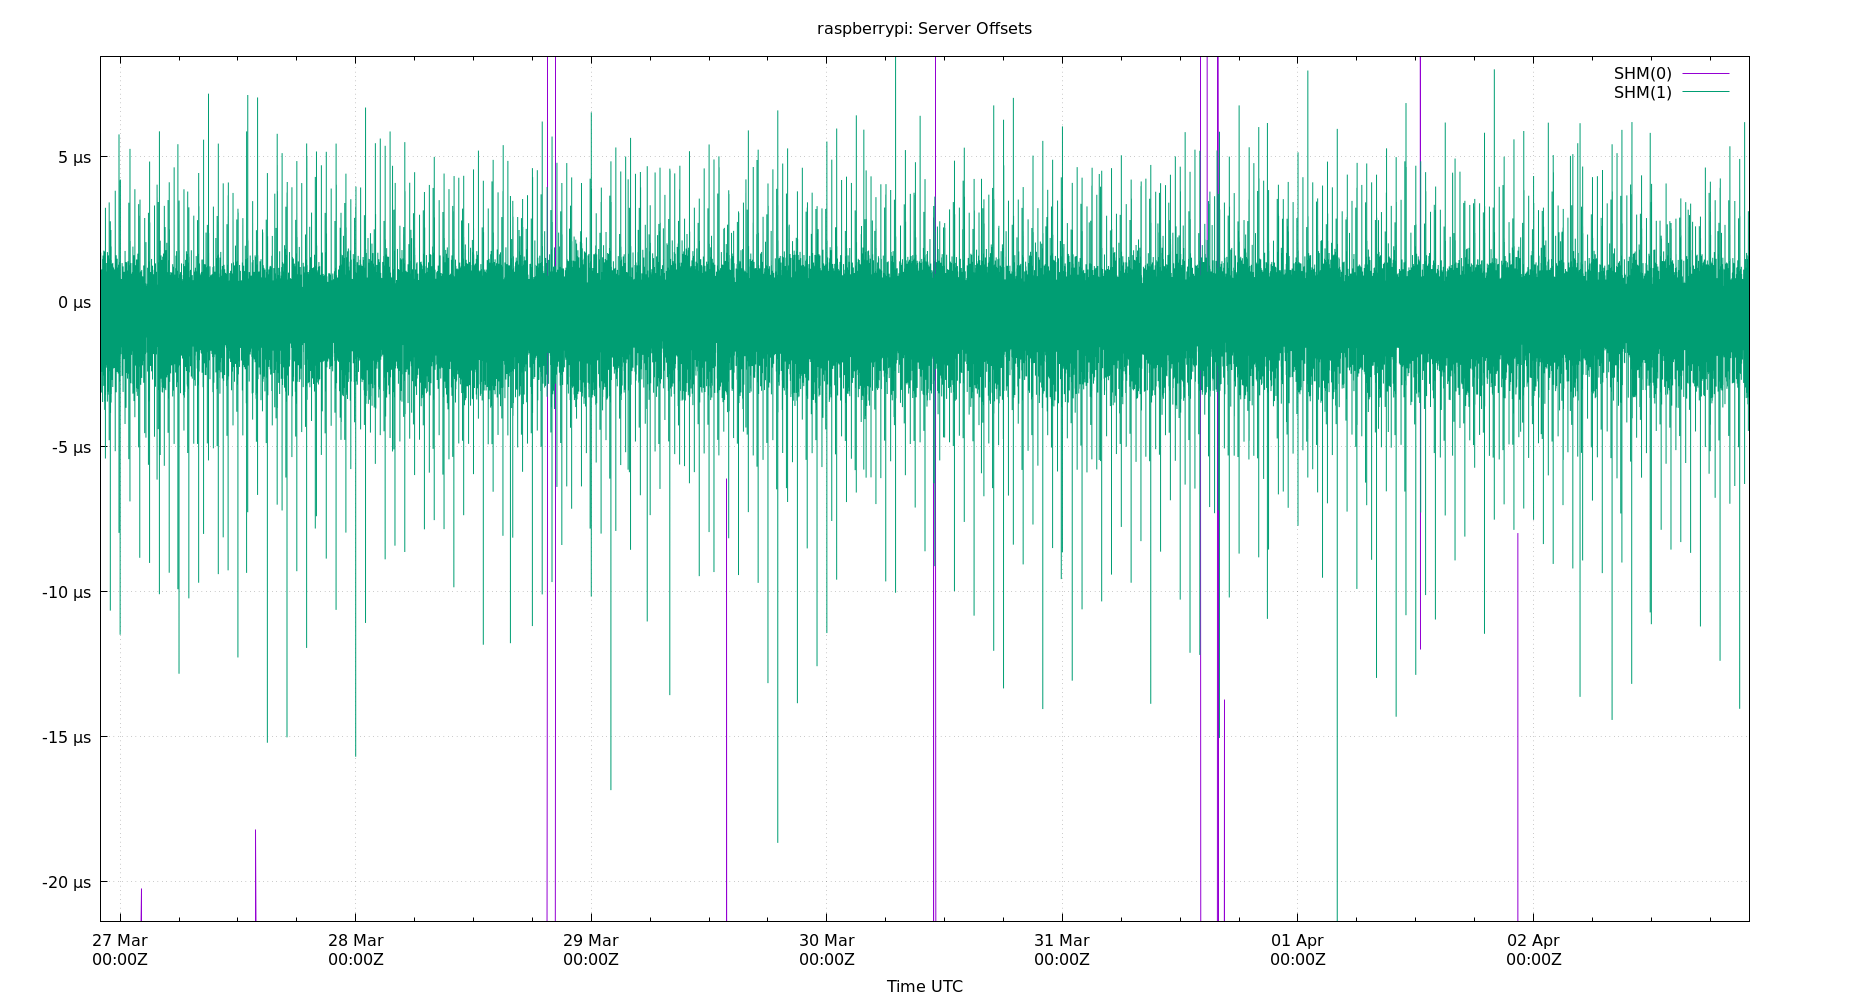 raspberrypi: Server Offsets
SHM(0)
SHM(1)
5 µs
0 µs
-5 µs
-10 µs
-15 µs
-20 µs
27 Mar 28 Mar 29 Mar 30 Mar 31 Mar 01 Apr 02 Apr
00:00Z 00:00Z 00:00Z 00:00Z 00:00Z 00:00Z 00:00Z
Time UTC